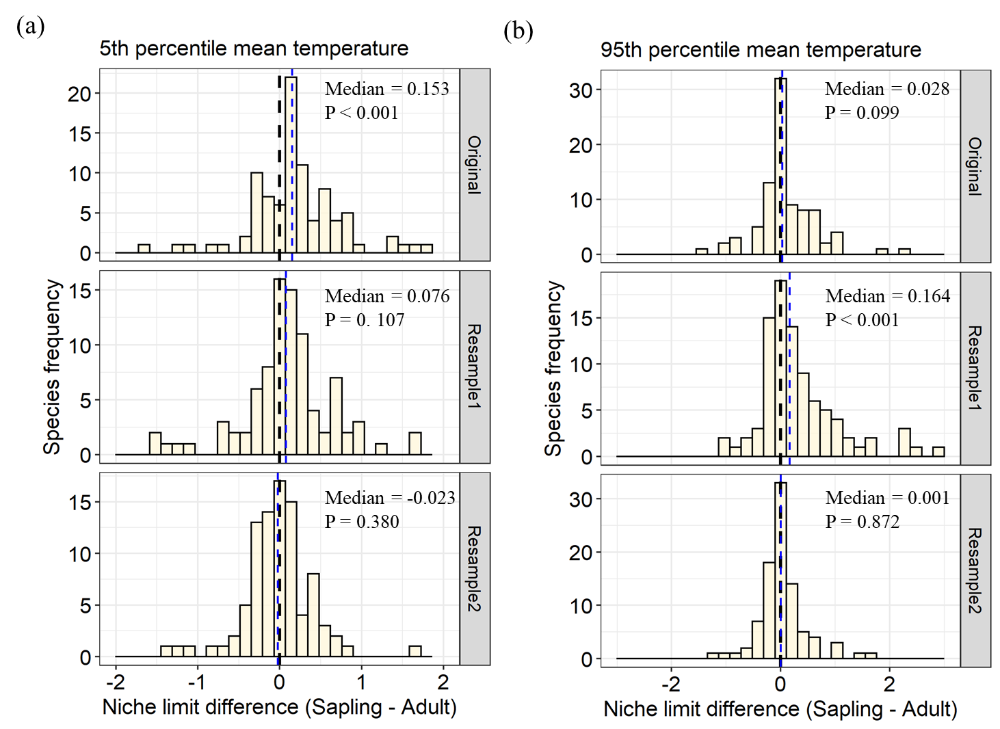 (a)
5th percentile mean temperature
20
15
10
5
0
Median = 0.153
P < 0.001
Original
15
10
5
0
Median = 0.076
P = 0. 107
Resample1
15
10
5
0
Median = -0.023
P = 0.380
Resample2
Species frequency
-2 -1 0 1 2
Niche limit difference (Sapling - Adult)
(b)
95th percentile mean temperature
30
20
10
0
Median = 0.028
P = 0.099
Original
15
10
5
0
Median = 0.164
P < 0.001
Resample1
30
20
10
0
Median = 0.001
P = 0.872
Resample2
Species frequency
-2 0 2
Niche limit difference (Sapling - Adult)